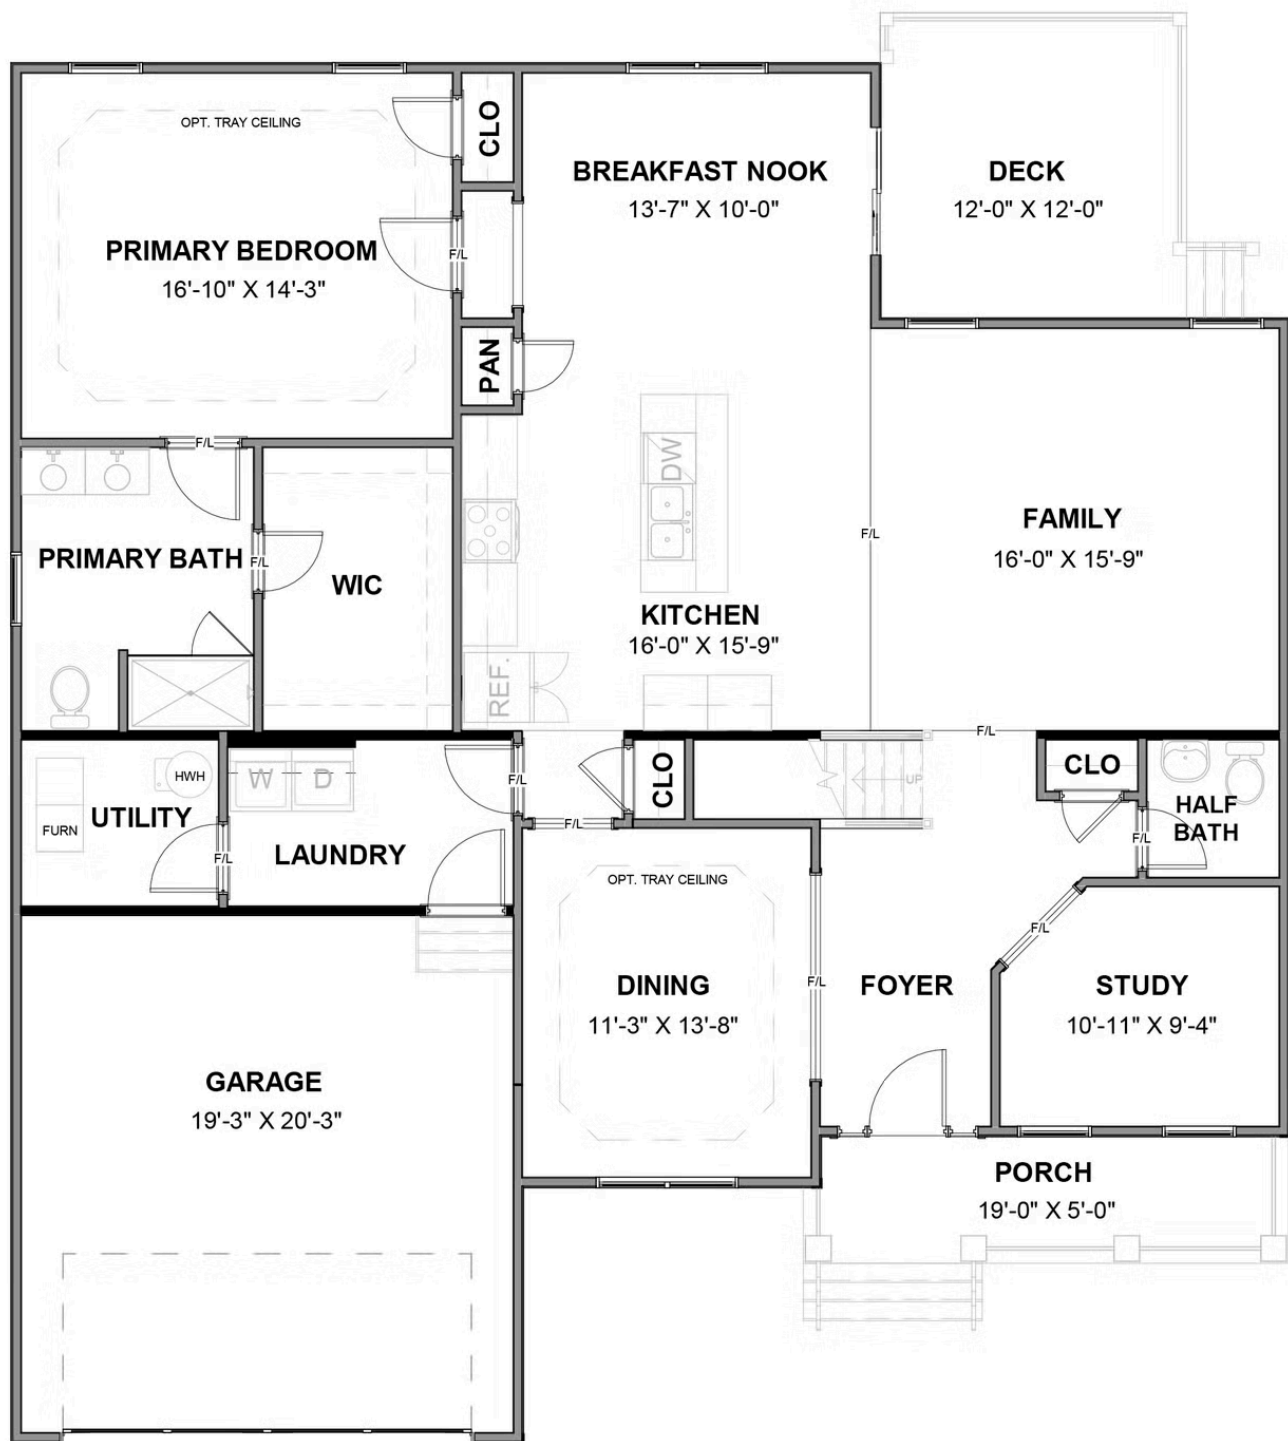 OPT. TRAY CEILING
CLO
BREAKFAST NOOK
13'-7" X 10'-0"
DECK
12'-0" X 12'-0"
PRIMARY BEDROOM
16'-10" X 14'-3"
F/L
PAN
F/L
DW
FAMILY
16'-0" X 15'-9"
F/L
PRIMARY BATH
F/L
WIC
KITCHEN
16'-0" X 15'-9"
REF.
F/L
UTILITY
HWH
FURN
F/L
W
D
LAUNDRY
F/L
CLO
F/L
UP
CLO
HALF
BATH
F/L
OPT. TRAY CEILING
DINING
11'-3" X 13'-8"
F/L
FOYER
F/L
STUDY
10'-11" X 9'-4"
GARAGE
19'-3" X 20'-3"
PORCH
19'-0" X 5'-0"